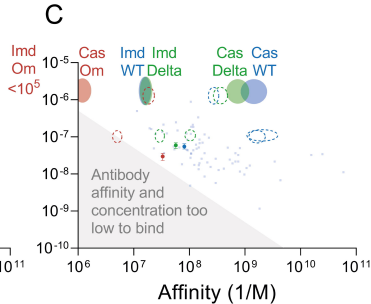 C
Imd Cas Imd Imd Cas Cas
Om Om WT Delta Delta WT
<10⁵
10⁻⁵
10⁻⁶
10⁻⁷
10⁻⁸
10⁻⁹
10⁻¹⁰
Antibody
affinity and
concentration too
low to bind
10¹¹ 10⁶ 10⁷ 10⁸ 10⁹ 10¹⁰ 10¹¹
Affinity (1/M)